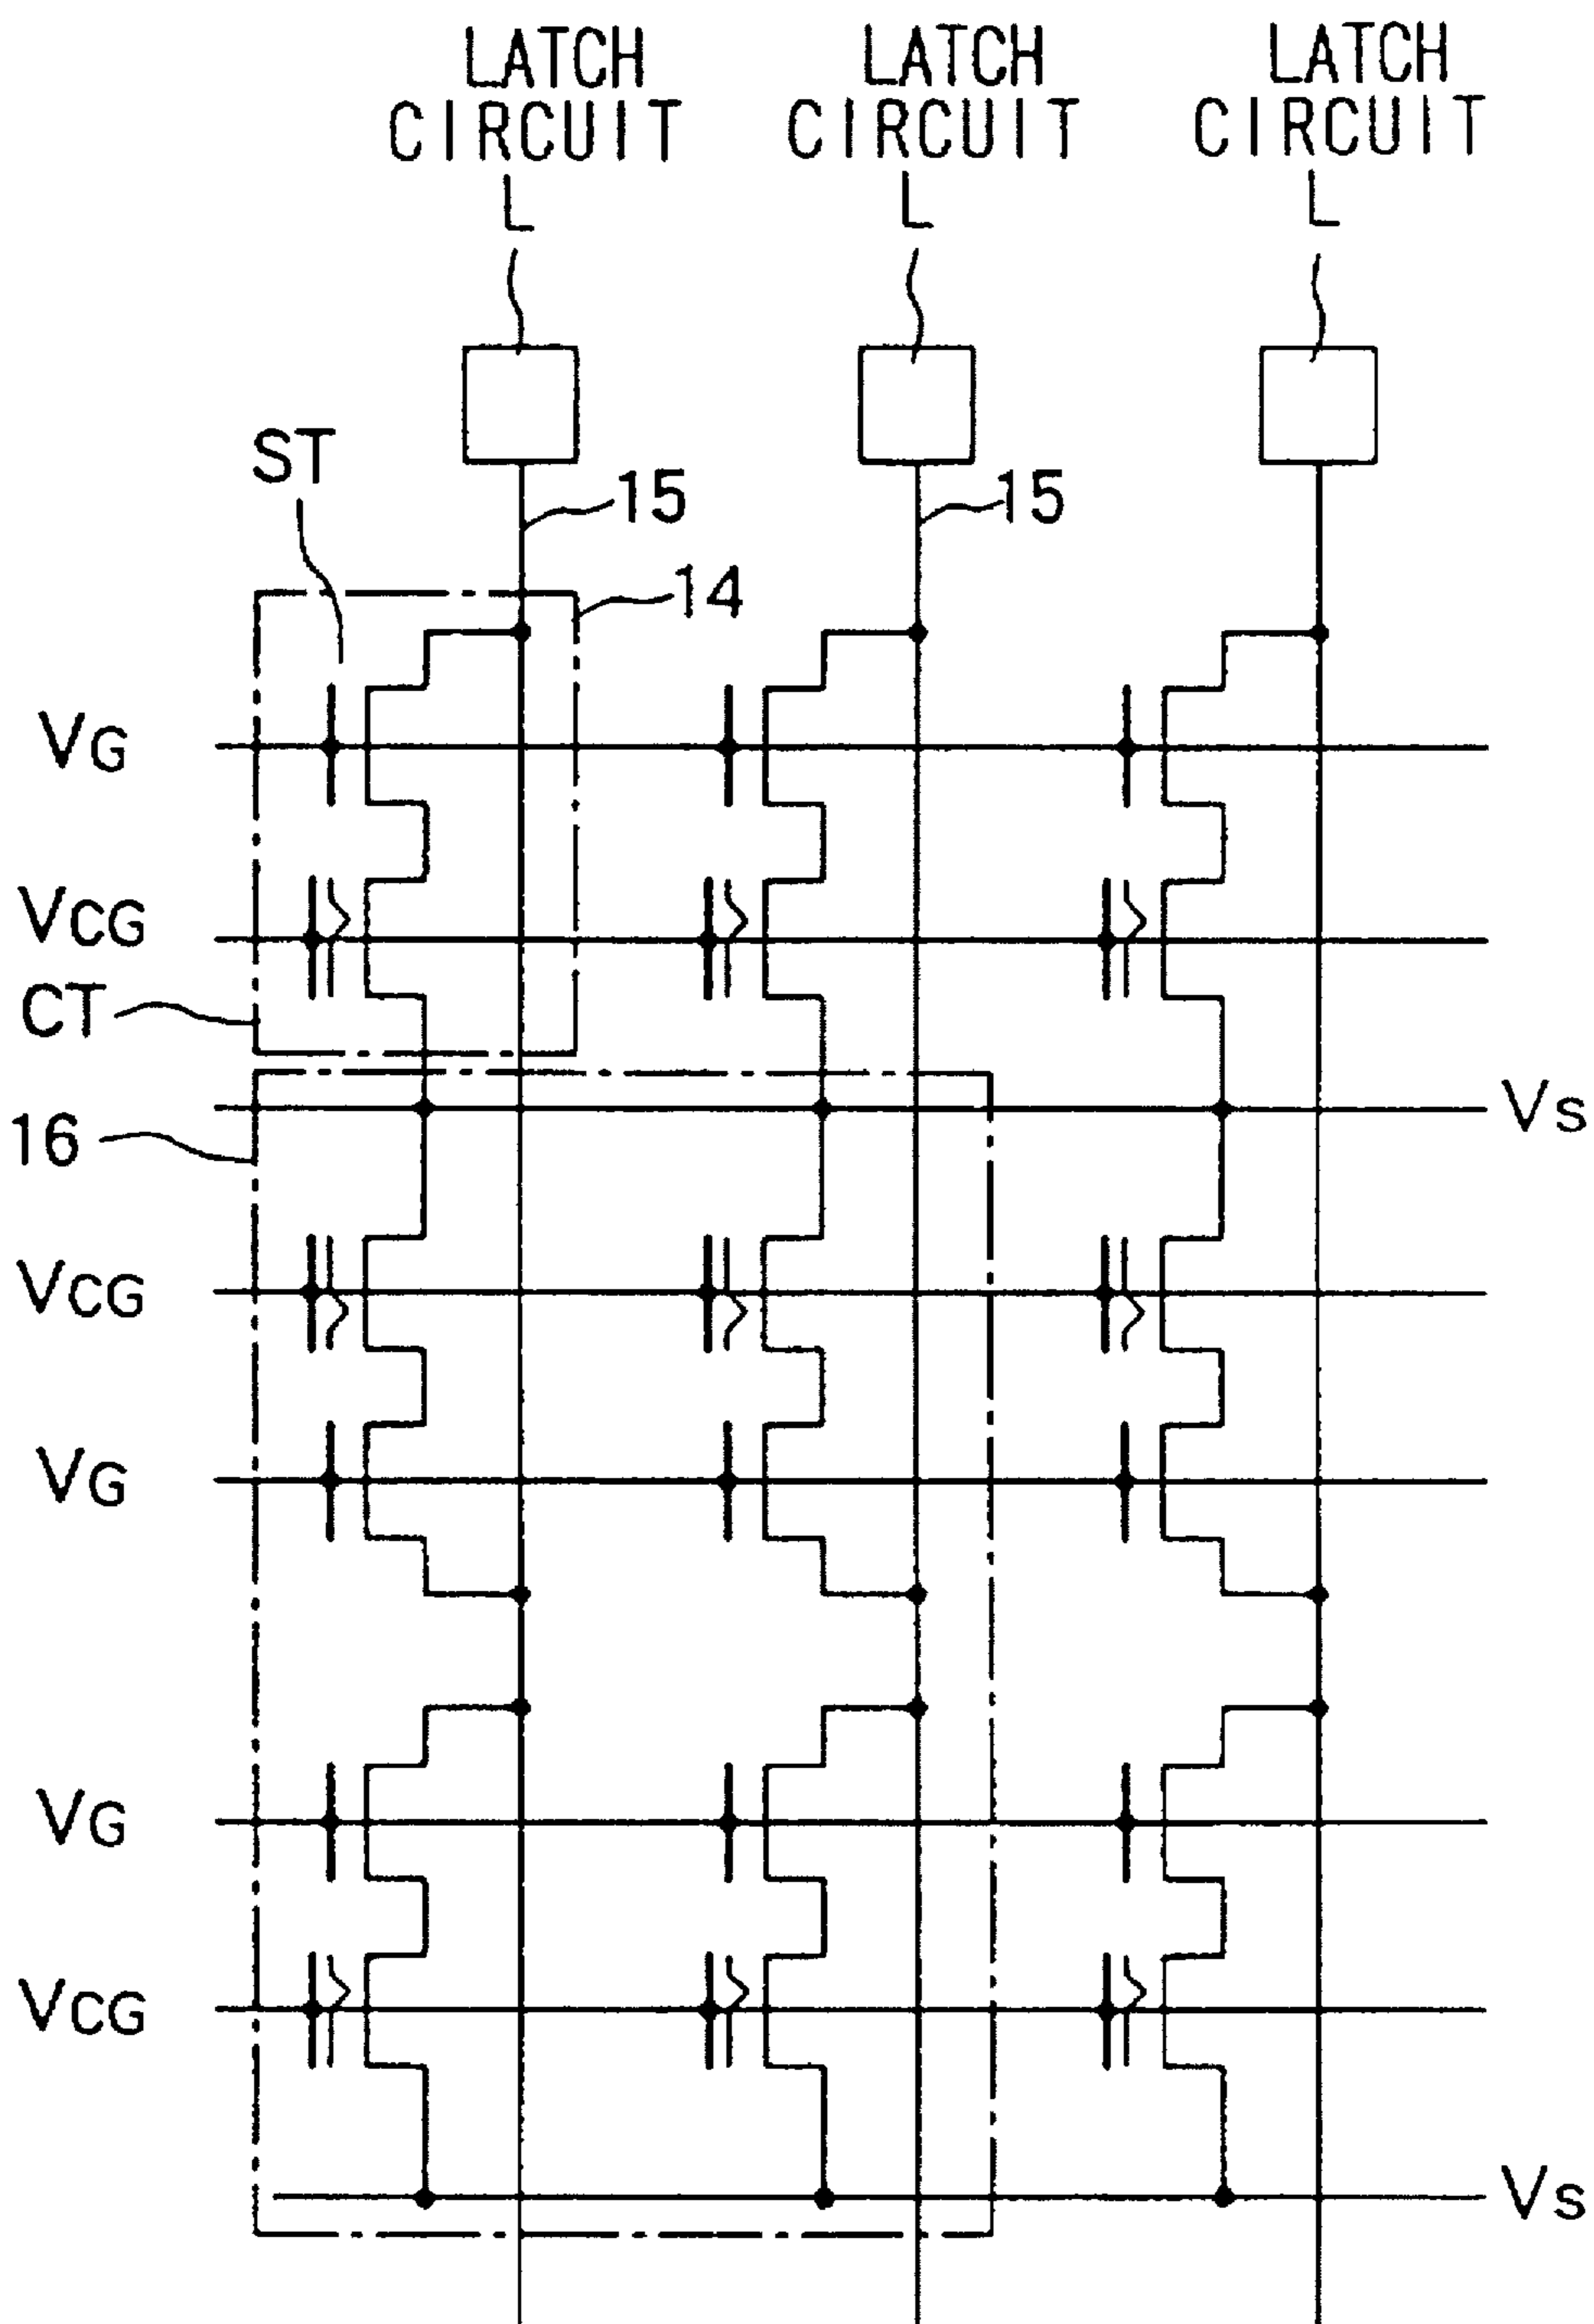 LATCH
CIRCUIT
L
LATCH
CIRCUIT
L
LATCH
CIRCUIT
L
ST
15
15
14
VG
VCG
CT
Vs
16
VCG
VG
VG
VCG
Vs